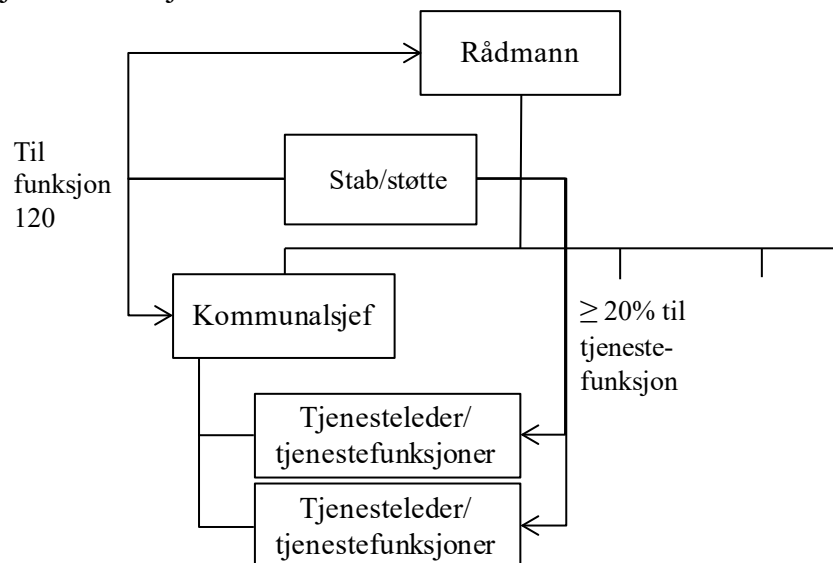 Rådmann
Til
funksjon
120
Stab/støtte
Kommunalsjef
≥ 20% til
tjeneste-
funksjon
Tjenesteleder/
tjenestefunksjoner
Tjenesteleder/
tjenestefunksjoner